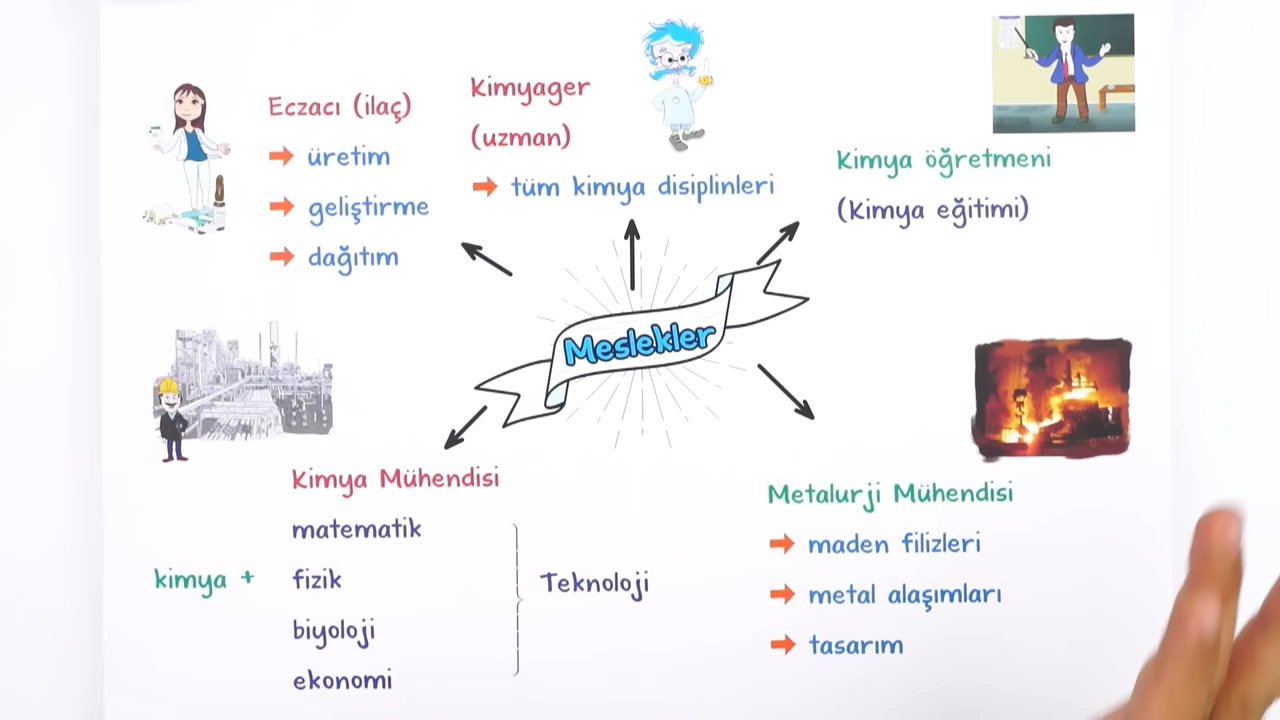 Eczacı (ilaç)
üretim
geliştirme
dağıtım
Kimyager
(uzman)
tüm kimya disiplinleri
Kimya öğretmeni
(Kimya eğitimi)
Meslekler
Kimya Mühendisi
kimya +
matematik
fizik
biyoloji
ekonomi
Teknoloji
Metalurji Mühendisi
maden filizleri
metal alaşımları
tasarım